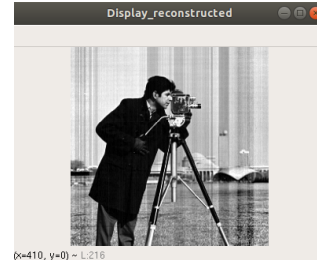 Display_reconstructed
(x=410, y=0) ~ L:216